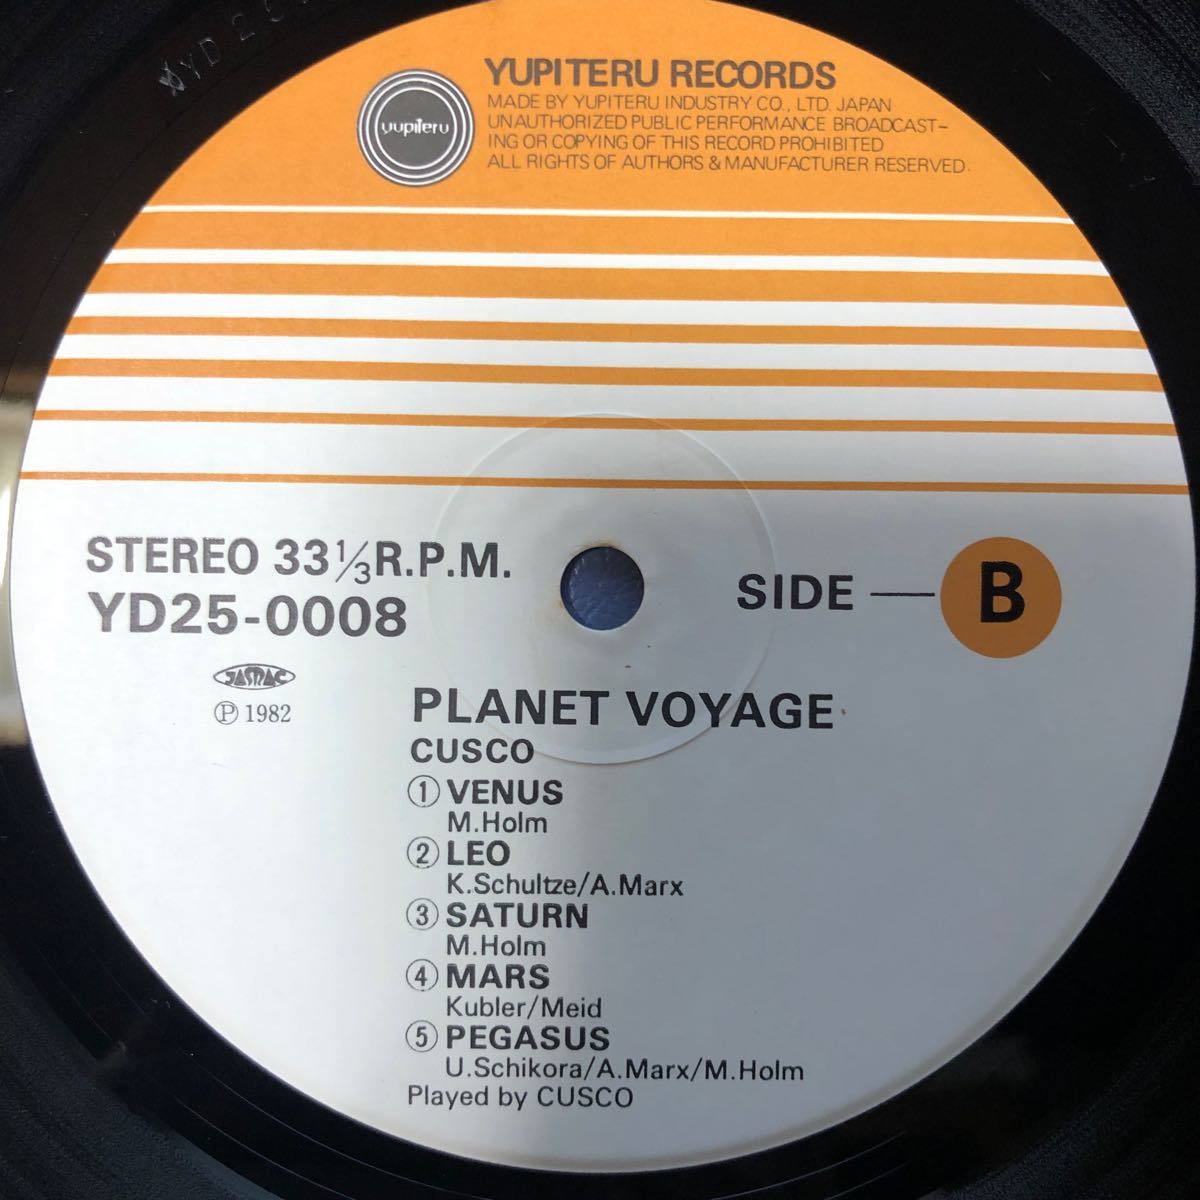 YUPITERU RECORDS
MADE BY YUPITERU INDUSTRY CO., LTD. JAPAN
UNAUTHORIZED PUBLIC PERFORMANCE BROADCAST-
ING OR COPYING OF THIS RECORD PROHIBITED
ALL RIGHTS OF AUTHORS & MANUFACTURER RESERVED.
yupiteru
STEREO 33⅓ R.P.M.
YD25-0008
SIDE — B
JASRAC
Ⓟ 1982
PLANET VOYAGE
CUSCO
① VENUS
M.Holm
② LEO
K.Schultze/A.Marx
③ SATURN
M.Holm
④ MARS
Kubler/Meid
⑤ PEGASUS
U.Schikora/A.Marx/M.Holm
Played by CUSCO